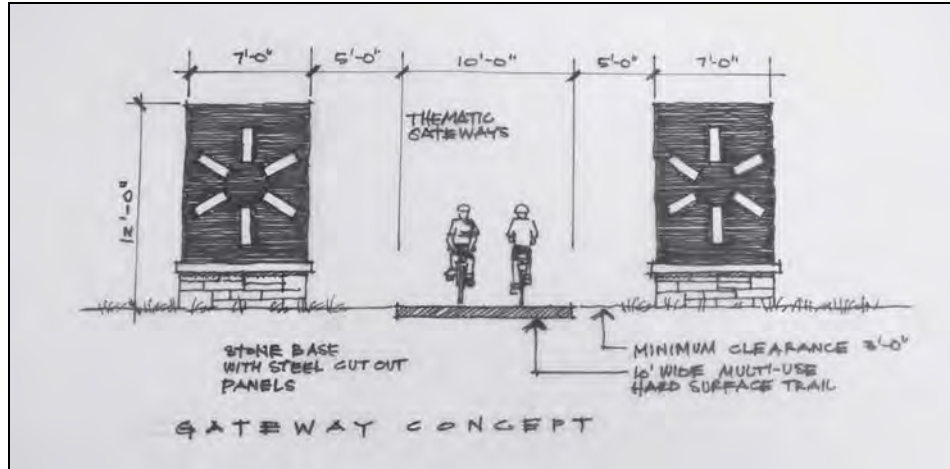 7'-0" 5'-0" 10'-0" 5'-0" 7'-0"
THEMATIC
GATEWAYS
12'-0"
STONE BASE
WITH STEEL CUT OUT
PANELS
MINIMUM CLEARANCE 3'-0"
10' WIDE MULTI-USE
HARD SURFACE TRAIL
GATEWAY CONCEPT